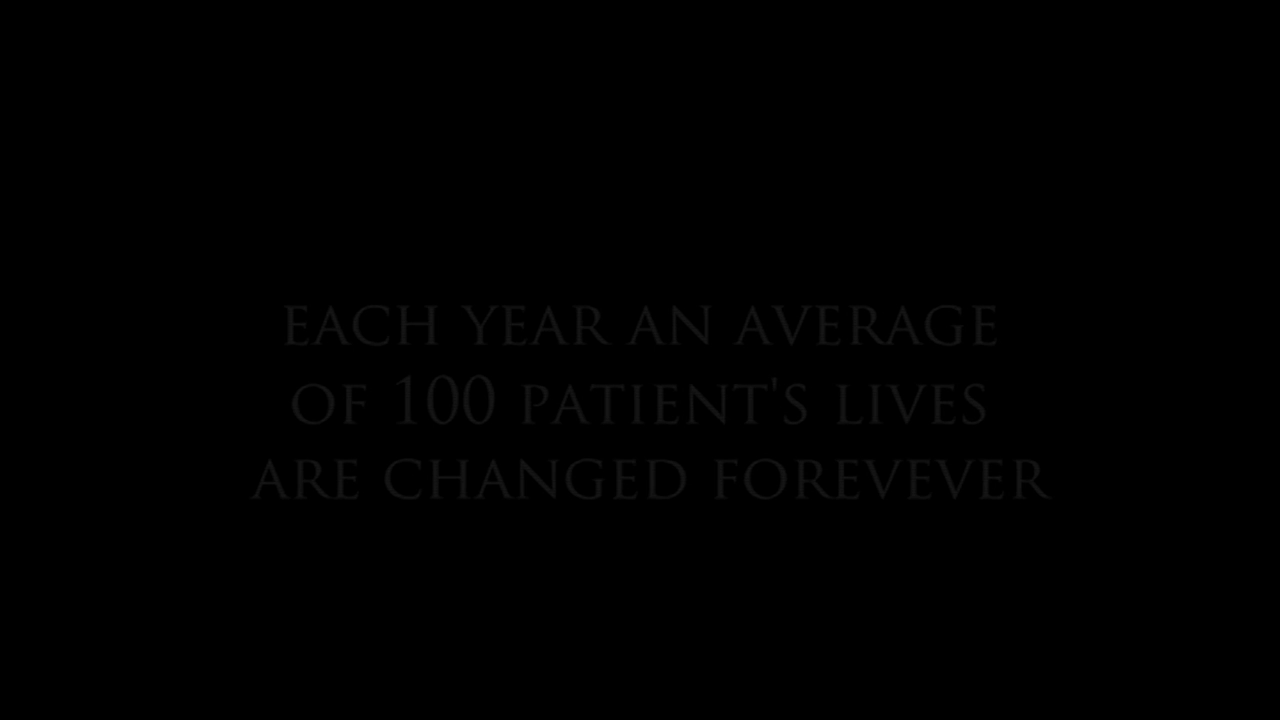 EACH YEAR AN AVERAGE
OF 100 PATIENT'S LIVES
ARE CHANGED FOREVEVER